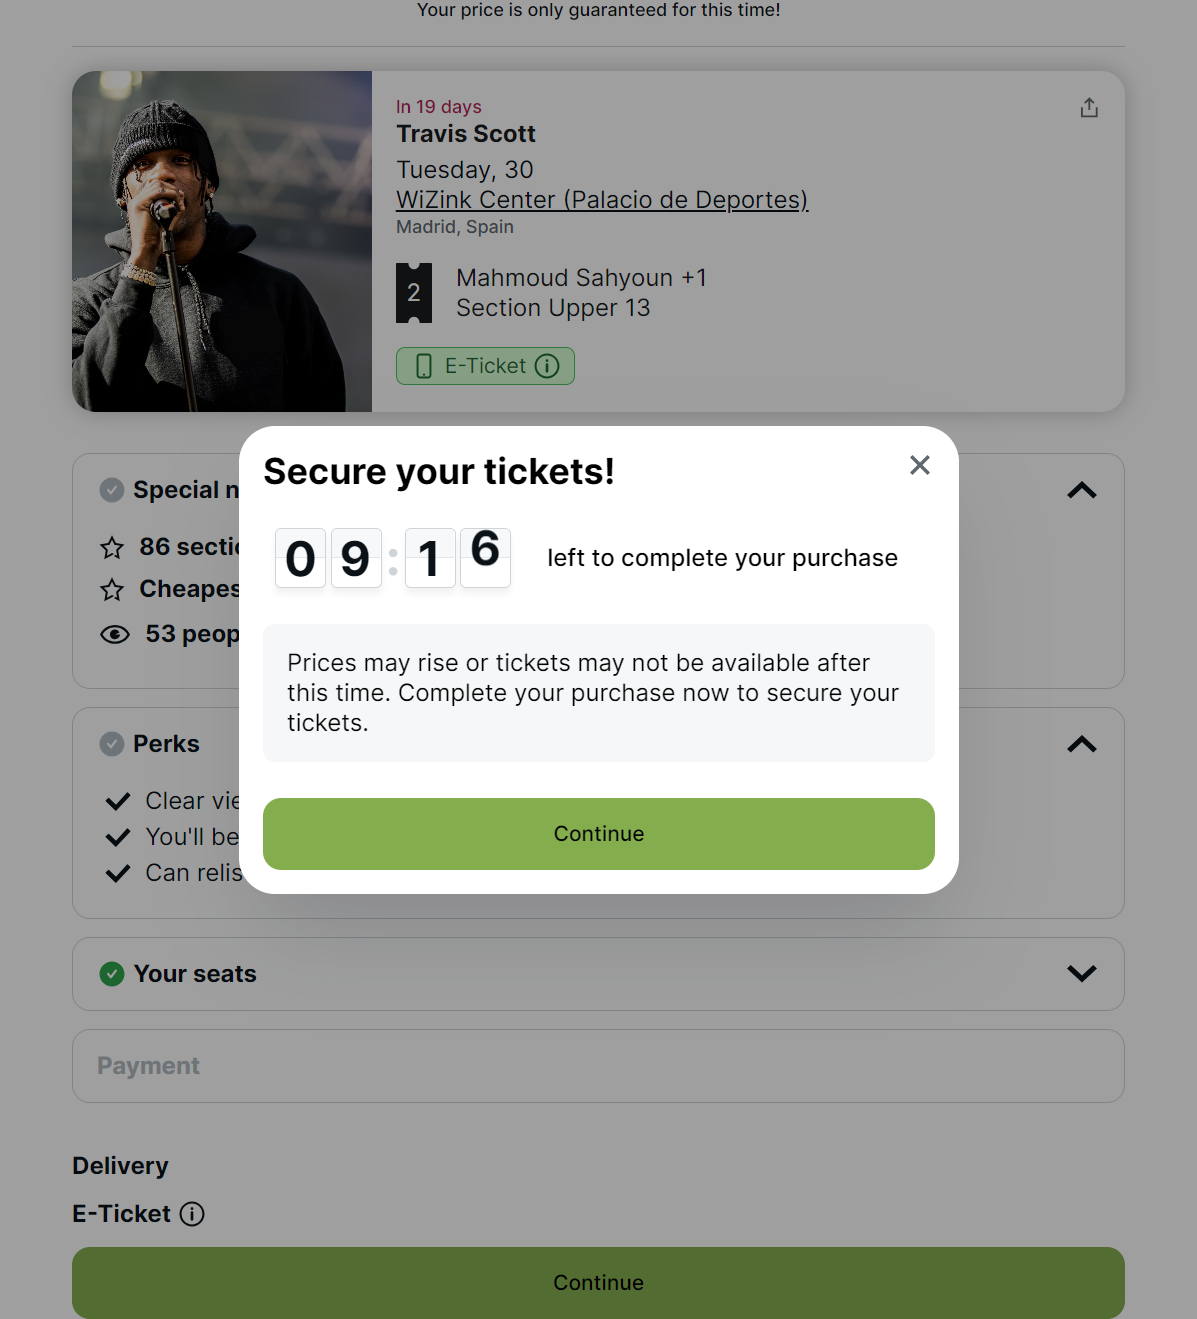 Your price is only guaranteed for this time!
In 19 days
Travis Scott
Tuesday, 30
WiZink Center (Palacio de Deportes)
Madrid, Spain
2
Mahmoud Sahyoun +1
Section Upper 13
E-Ticket
Special n
Secure your tickets!
86 sectio
09:16
left to complete your purchase
Cheapes
53 peop
Prices may rise or tickets may not be available after
this time. Complete your purchase now to secure your
tickets.
Perks
Clear vie
You'll be
Can relis
Continue
Your seats
Payment
Delivery
E-Ticket
Continue